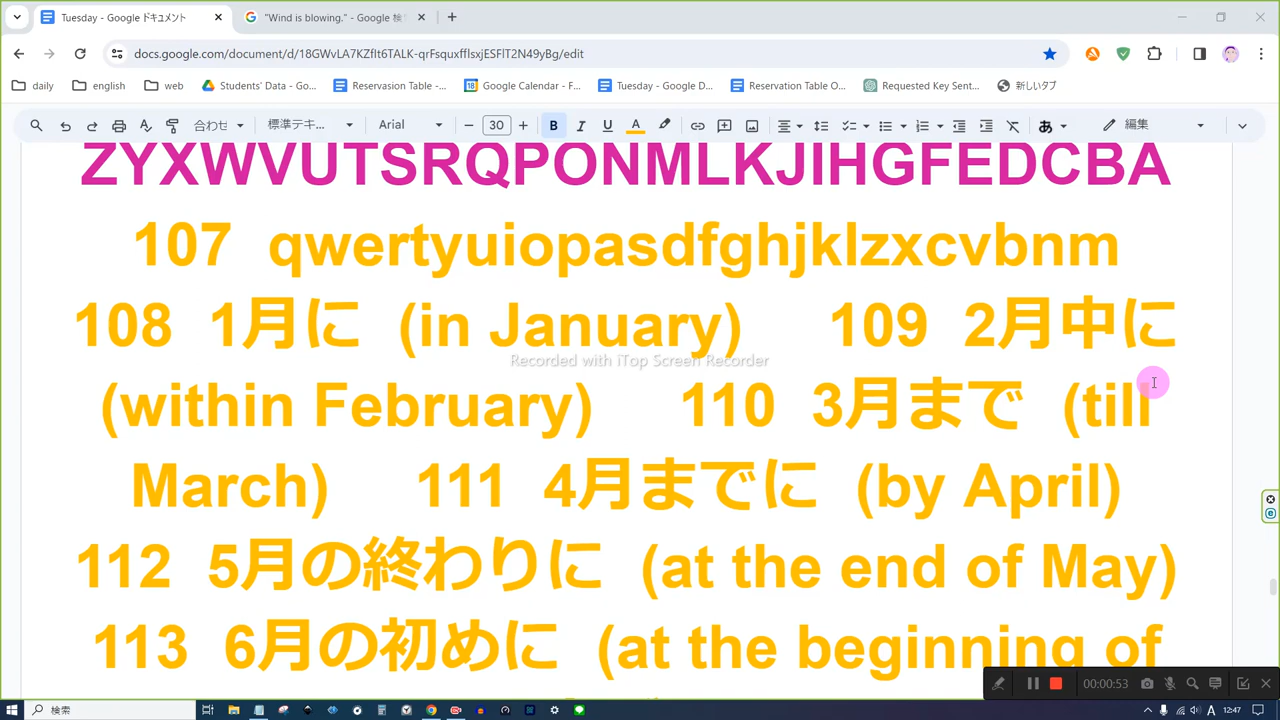 Tuesday - Google ドキュメント
"Wind is blowing." - Google 検
docs.google.com/document/d/18GWvLA7KZfIt6TALK-qrFsquxffIsxjESFlT2N49yBg/edit
daily english web Students' Data - Go... Reservasion Table -... Google Calendar - F... Tuesday - Google D... Reservation Table O... Requested Key Sent... 新しいタブ
合わせ 標準テキ... Arial 30 B I U A あ 編集
ZYXWVUTSRQPONMLKJIHGFEDCBA
107 qwertyuiopasdfghjklzxcvbnm
108 1月に (in January) 109 2月中に
Recorded with iTop Screen Recorder
(within February) 110 3月まで (till
March) 111 4月までに (by April)
112 5月の終わりに (at the end of May)
113 6月の初めに (at the beginning of
00:00:53
検索 A 12:47